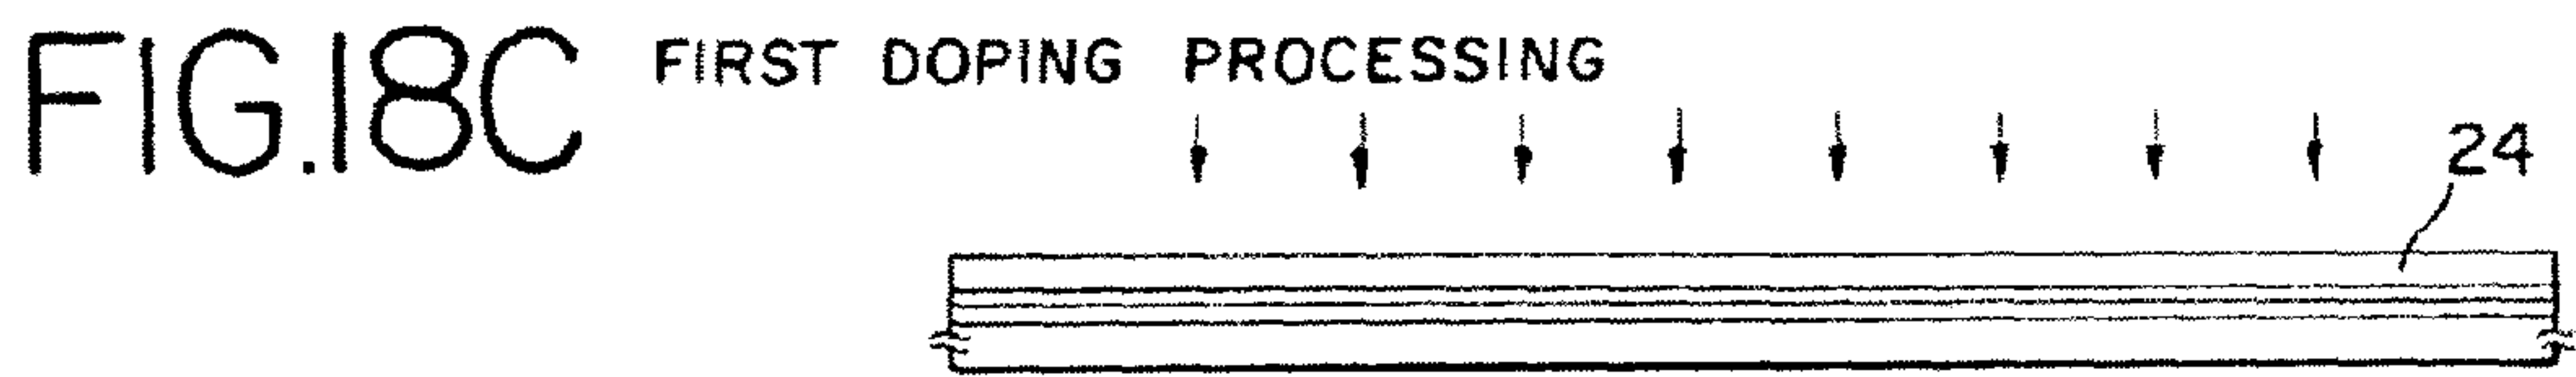 FIG.18C FIRST DOPING PROCESSING
24